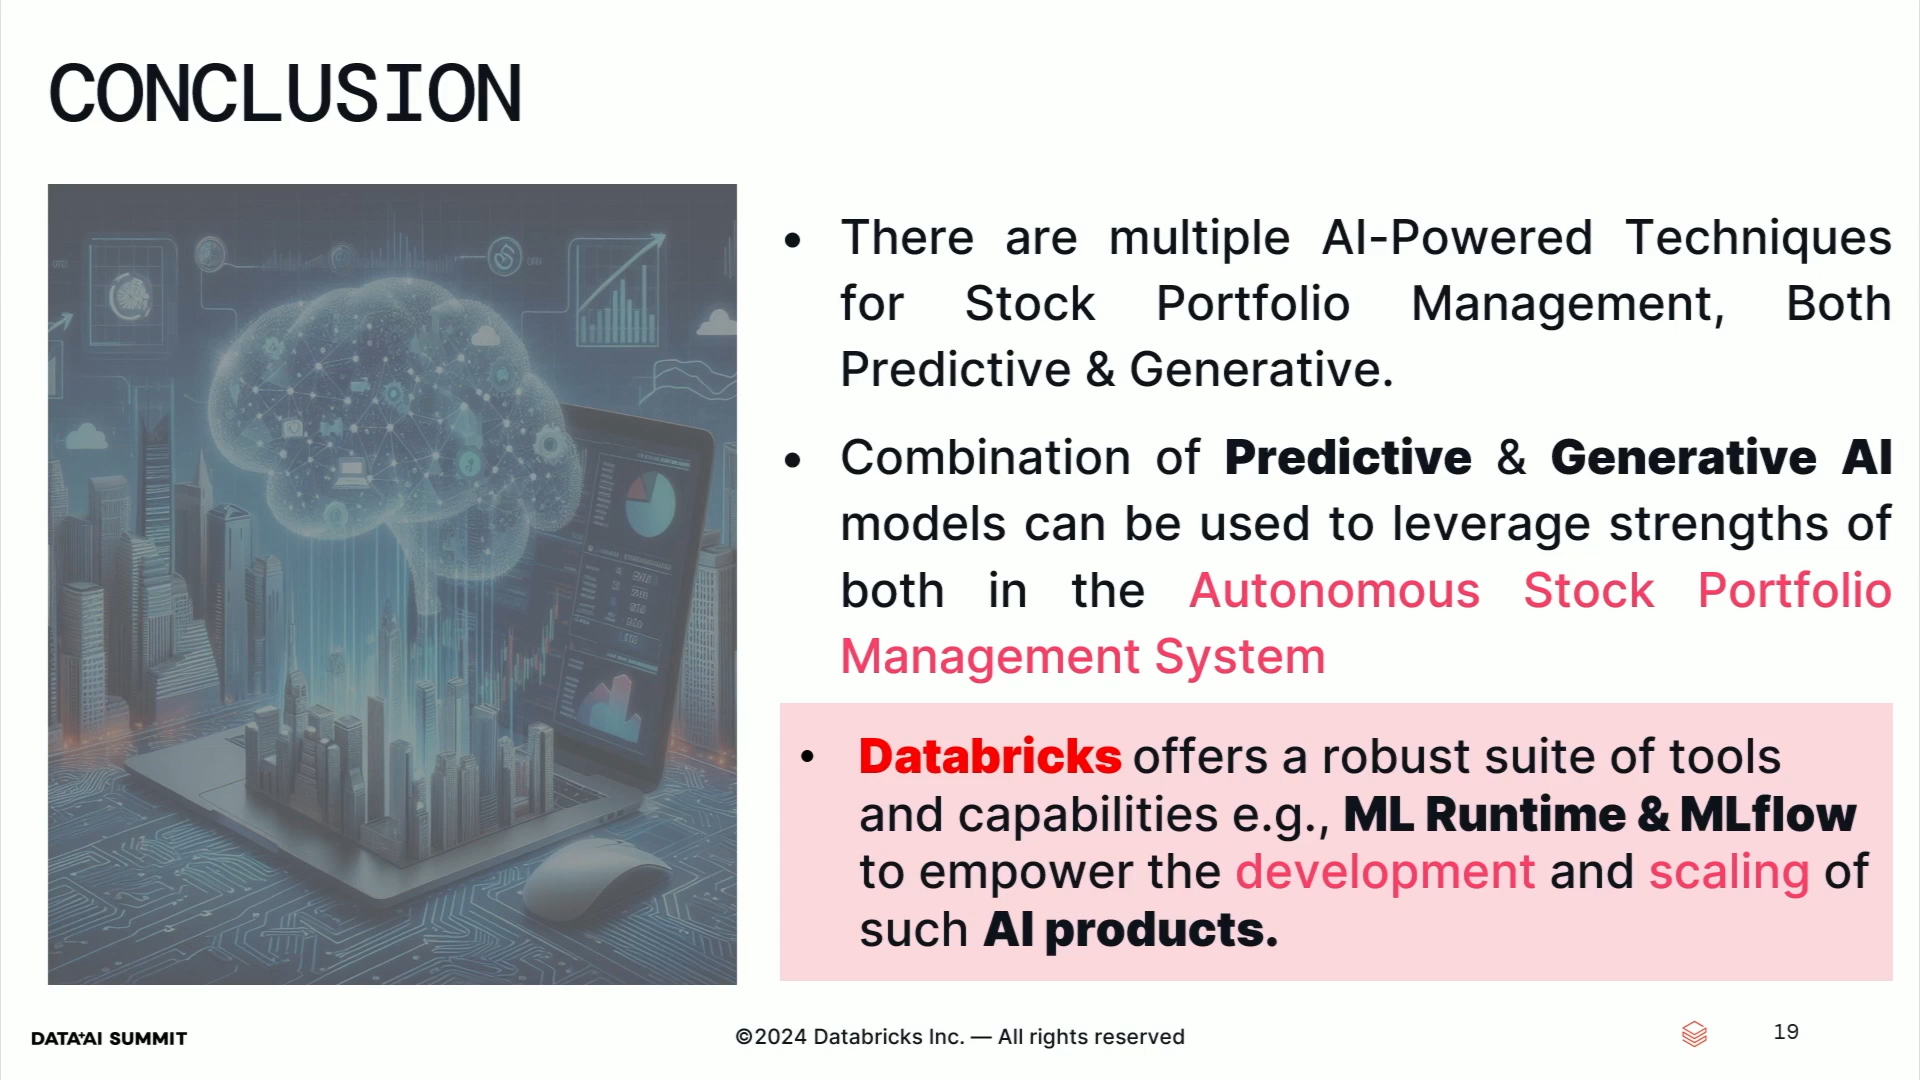 CONCLUSION
• There are multiple AI-Powered Techniques
for Stock Portfolio Management, Both
Predictive & Generative.
• Combination of Predictive & Generative AI
models can be used to leverage strengths of
both in the Autonomous Stock Portfolio
Management System
• Databricks offers a robust suite of tools
and capabilities e.g., ML Runtime & MLflow
to empower the development and scaling of
such AI products.
DATA+AI SUMMIT
©2024 Databricks Inc. — All rights reserved
19